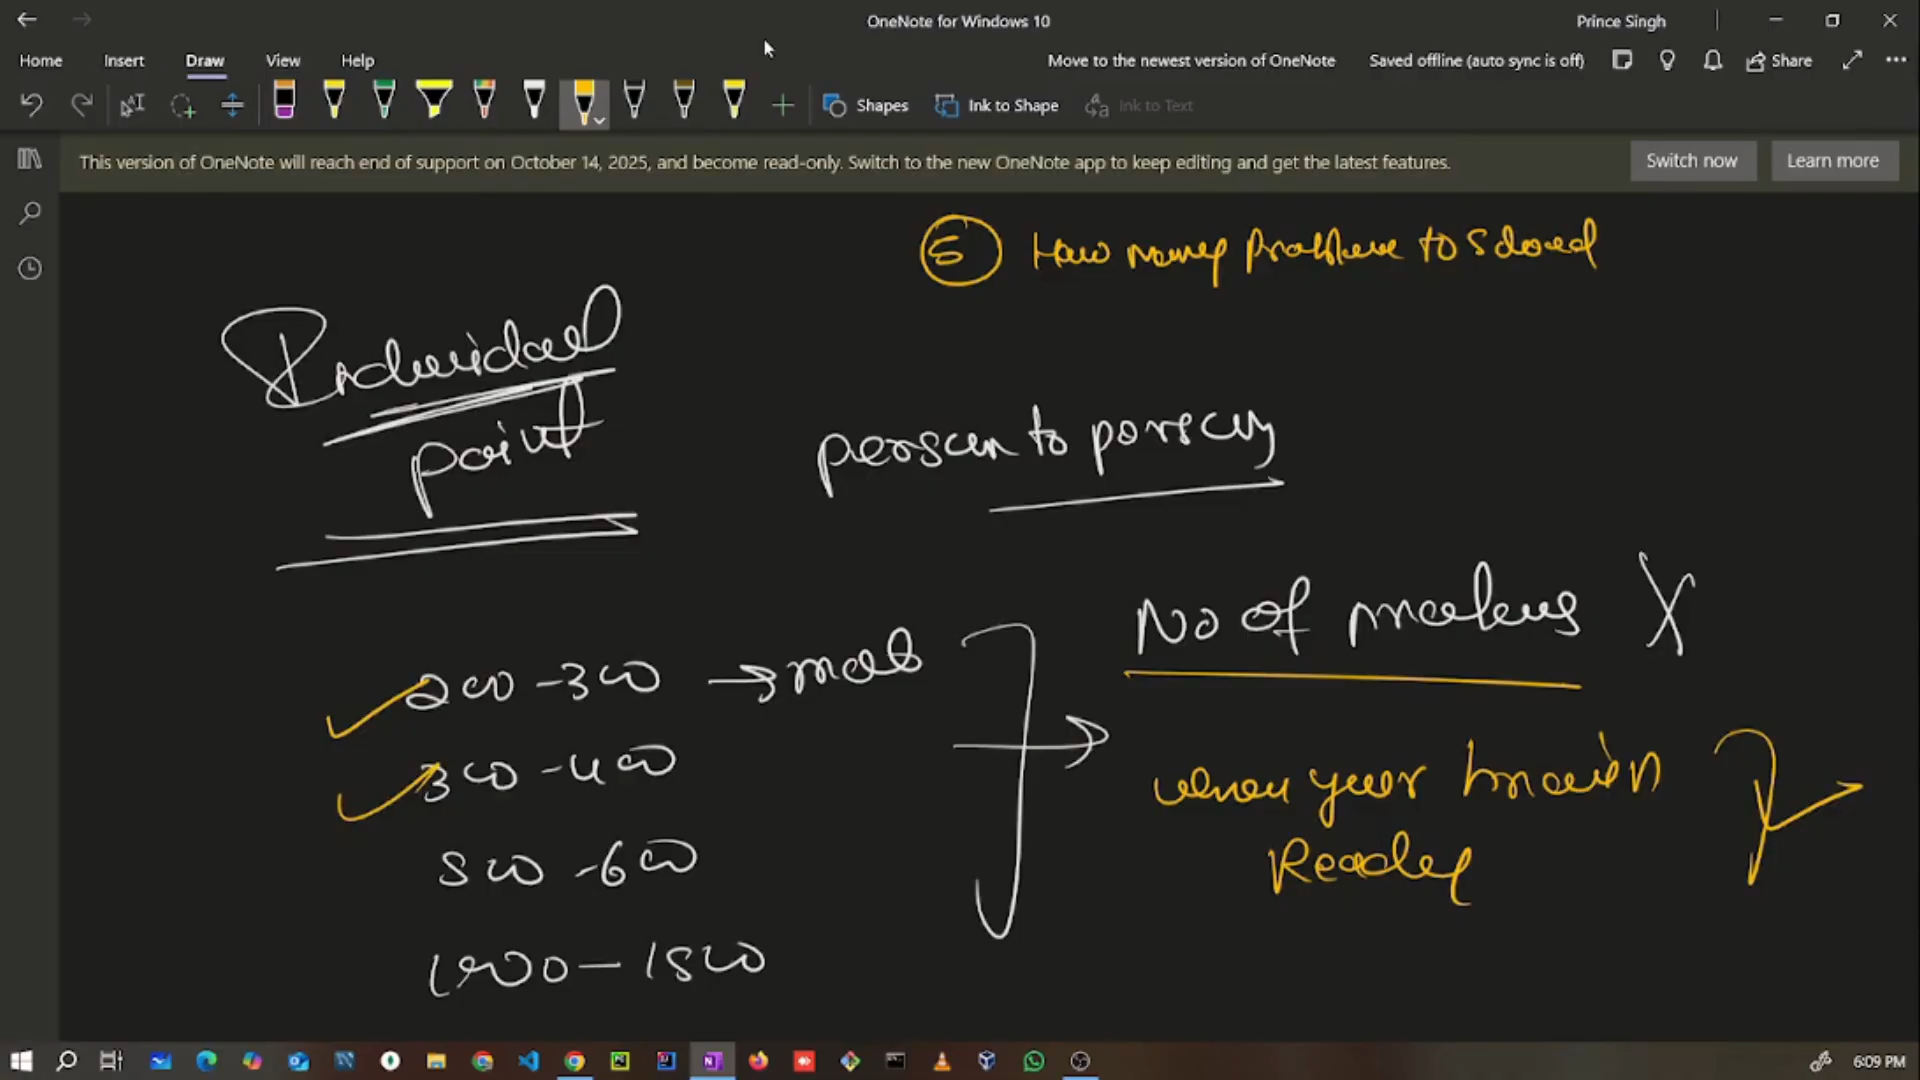 OneNote for Windows 10
Prince Singh
Home Insert Draw View Help
Move to the newest version of OneNote Saved offline (auto sync is off) Share
Shapes Ink to Shape Ink to Text
This version of OneNote will reach end of support on October 14, 2025, and become read-only. Switch to the new OneNote app to keep editing and get the latest features.
Switch now Learn more
5 How many problem to solved
Individual
point
person to person
No of
X
200-300 →
300-400
500-600
1000-1500
when your brain
Ready
6:09 PM